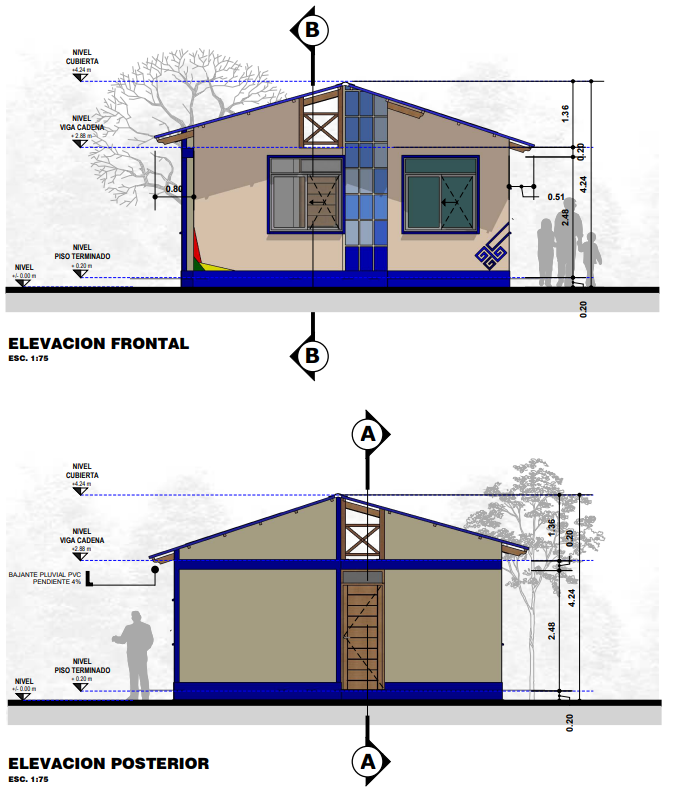 B
NIVEL
CUBIERTA
+4.24 m
NIVEL
VIGA CADENA
+ 2.88 m
1.36
0.20
4.24
0.80
0.51
2.48
NIVEL
PISO TERMINADO
+ 0.20 m
NIVEL
+/- 0.00 m
0.20
ELEVACION FRONTAL
ESC. 1:75
B
A
NIVEL
CUBIERTA
+4.24 m
NIVEL
VIGA CADENA
+2.88 m
1.36
0.20
BAJANTE PLUVIAL PVC
PENDIENTE 4%
4.24
2.48
NIVEL
PISO TERMINADO
+ 0.20 m
NIVEL
+/- 0.00 m
0.20
ELEVACION POSTERIOR
ESC. 1:75
A